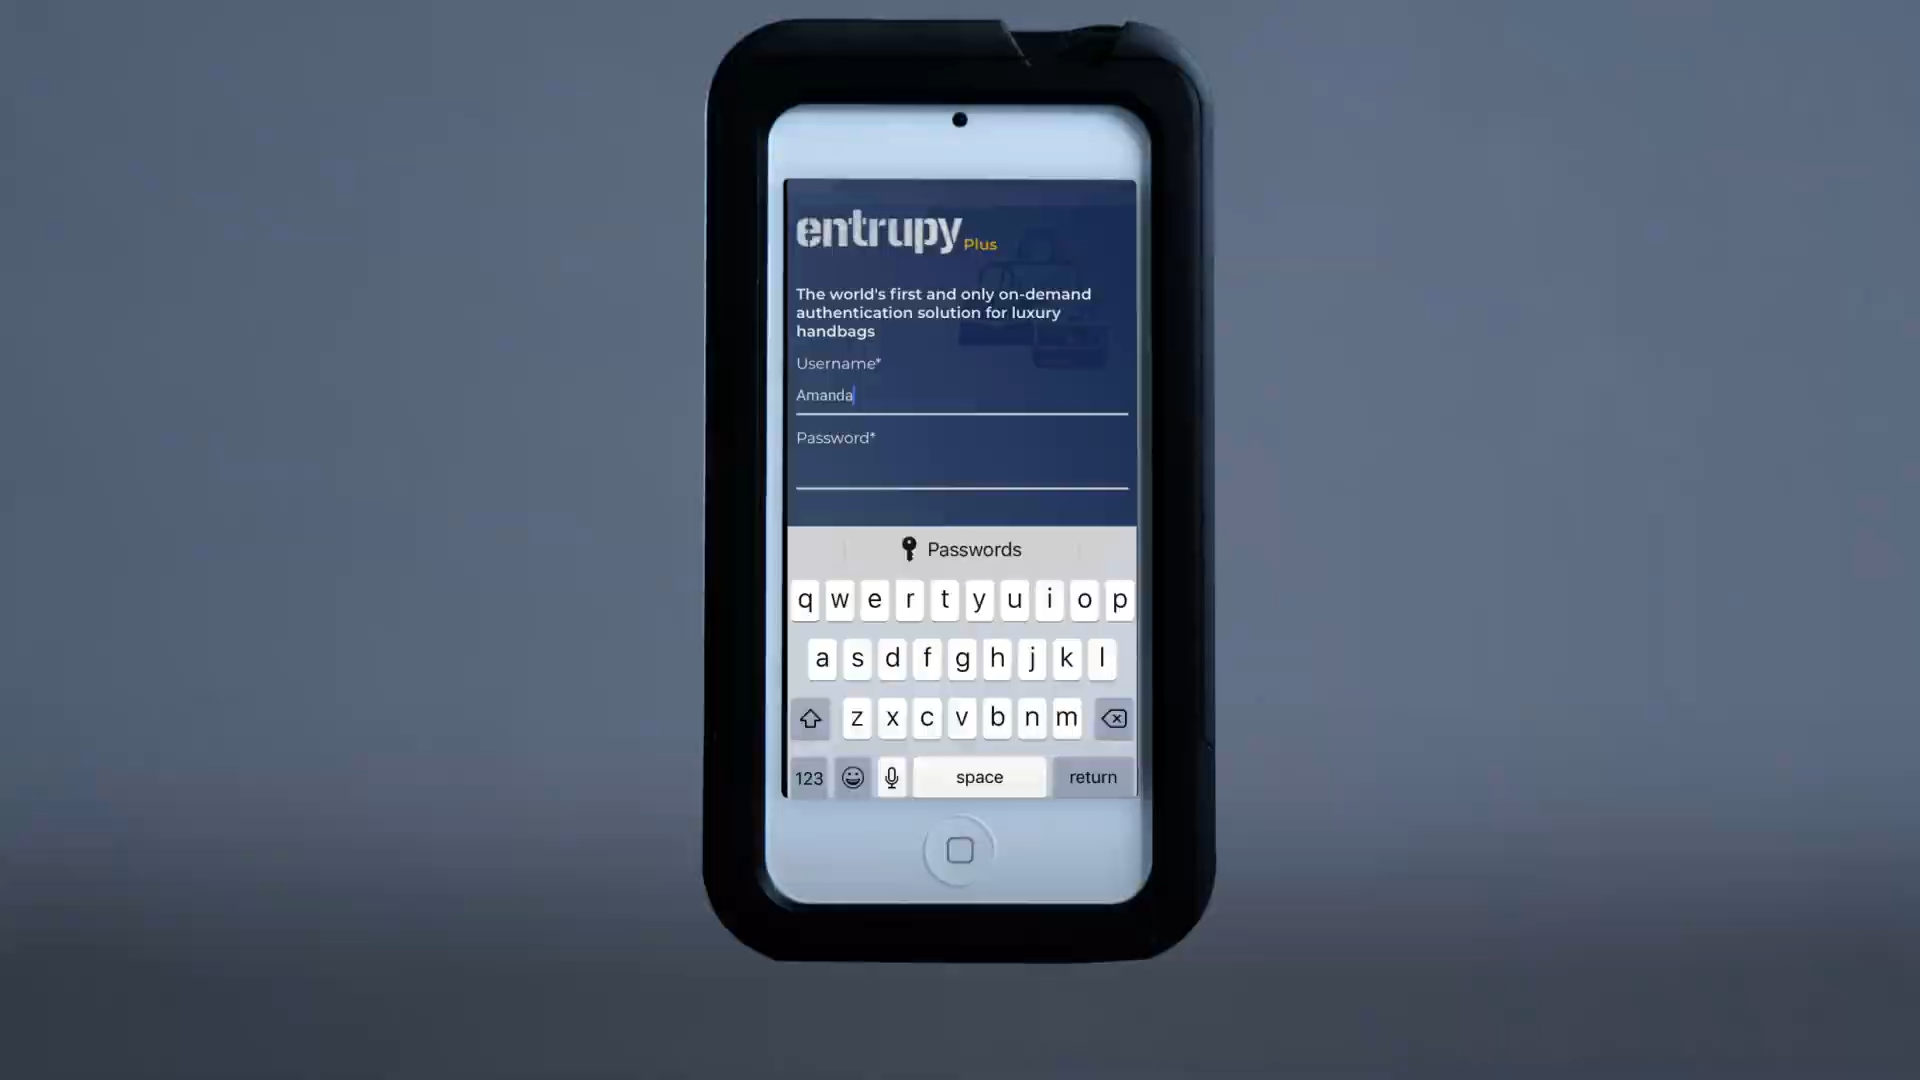 entrupy Plus
The world's first and only on-demand
authentication solution for luxury
handbags
Username*
Amanda
Password*
Passwords
q w e r t y u i o p
a s d f g h j k l
z x c v b n m
123 space return